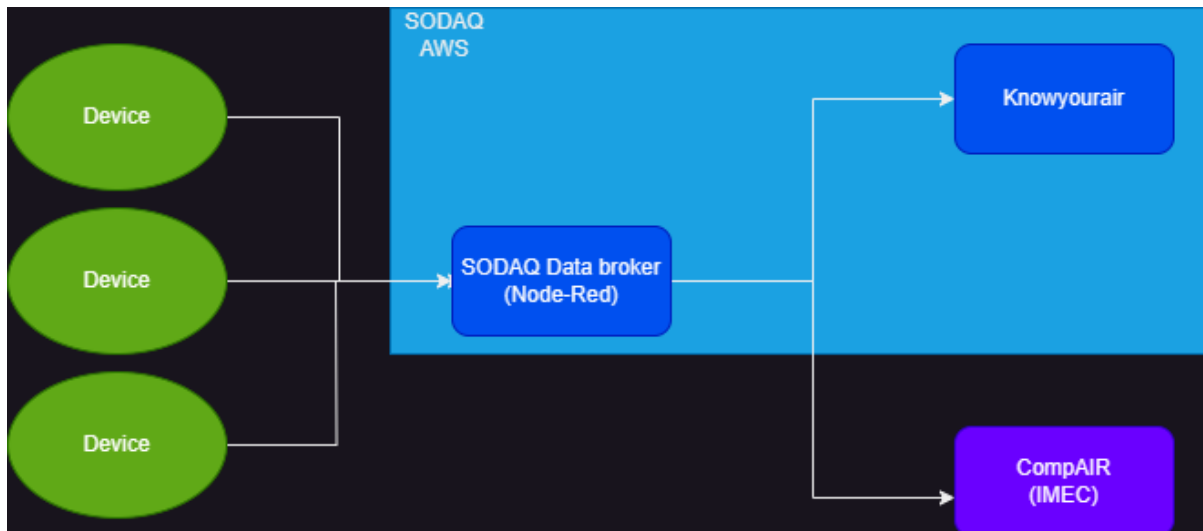 SODAQ
AWS
Device
Knowyourair
Device
SODAQ Data broker
(Node-Red)
Device
CompAIR
(IMEC)